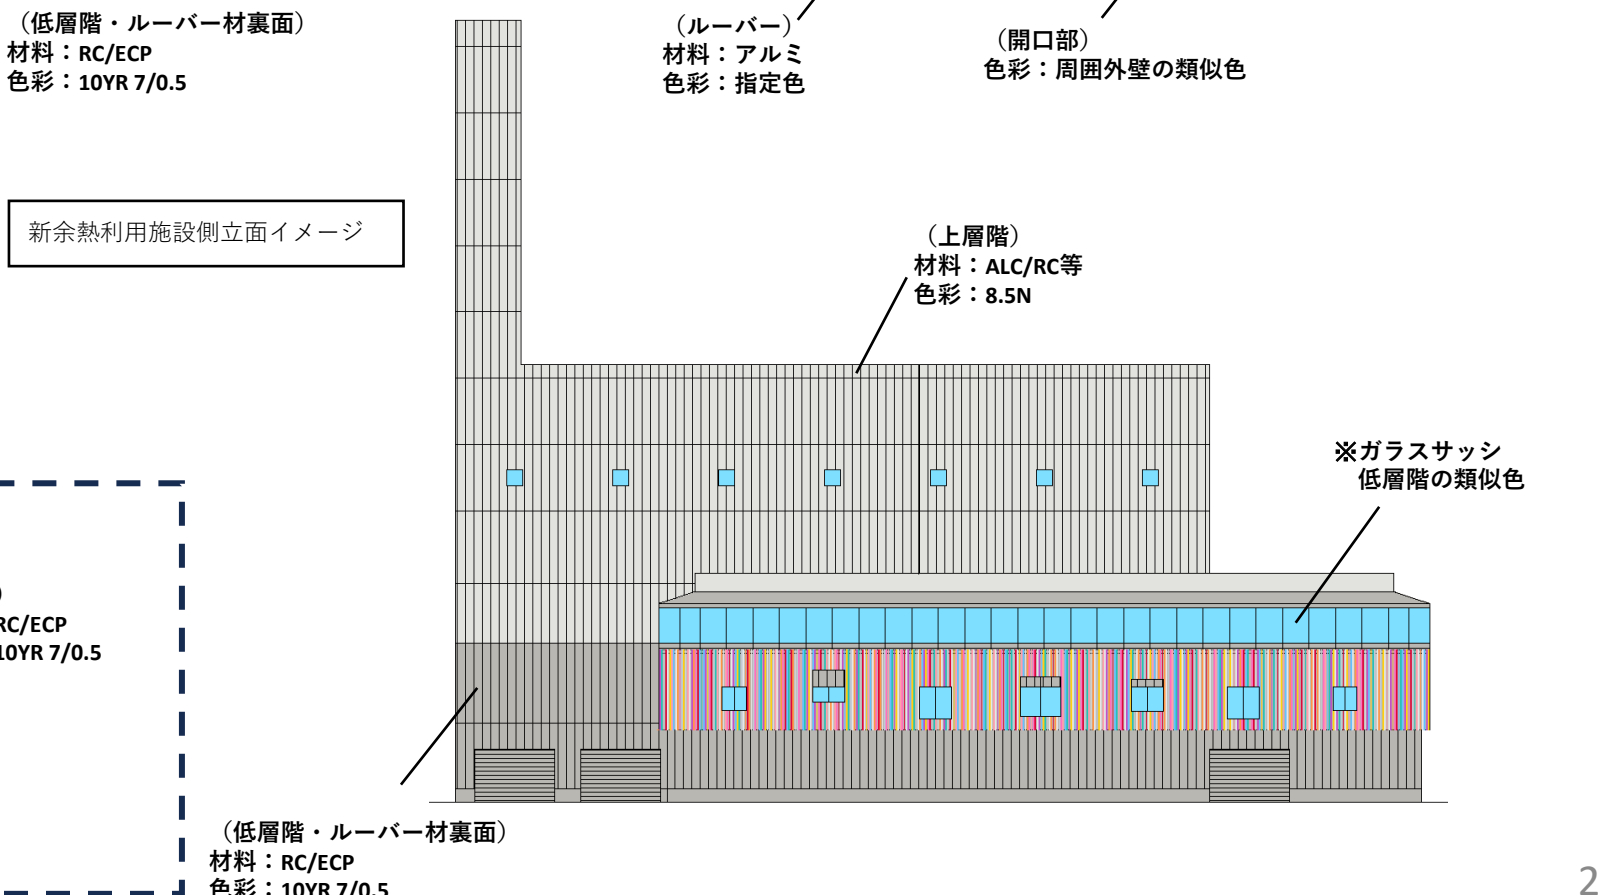 （低層階・ルーバー材裏面）
材料：RC/ECP
色彩：10YR 7/0.5
（ルーバー）
材料：アルミ
色彩：指定色
（開口部）
色彩：周囲外壁の類似色
新余熱利用施設側立面イメージ
（上層階）
材料：ALC/RC等
色彩：8.5N
※ガラスサッシ
低層階の類似色
）
RC/ECP
10YR 7/0.5
（低層階・ルーバー材裏面）
材料：RC/ECP
色彩：10YR 7/0.5
2